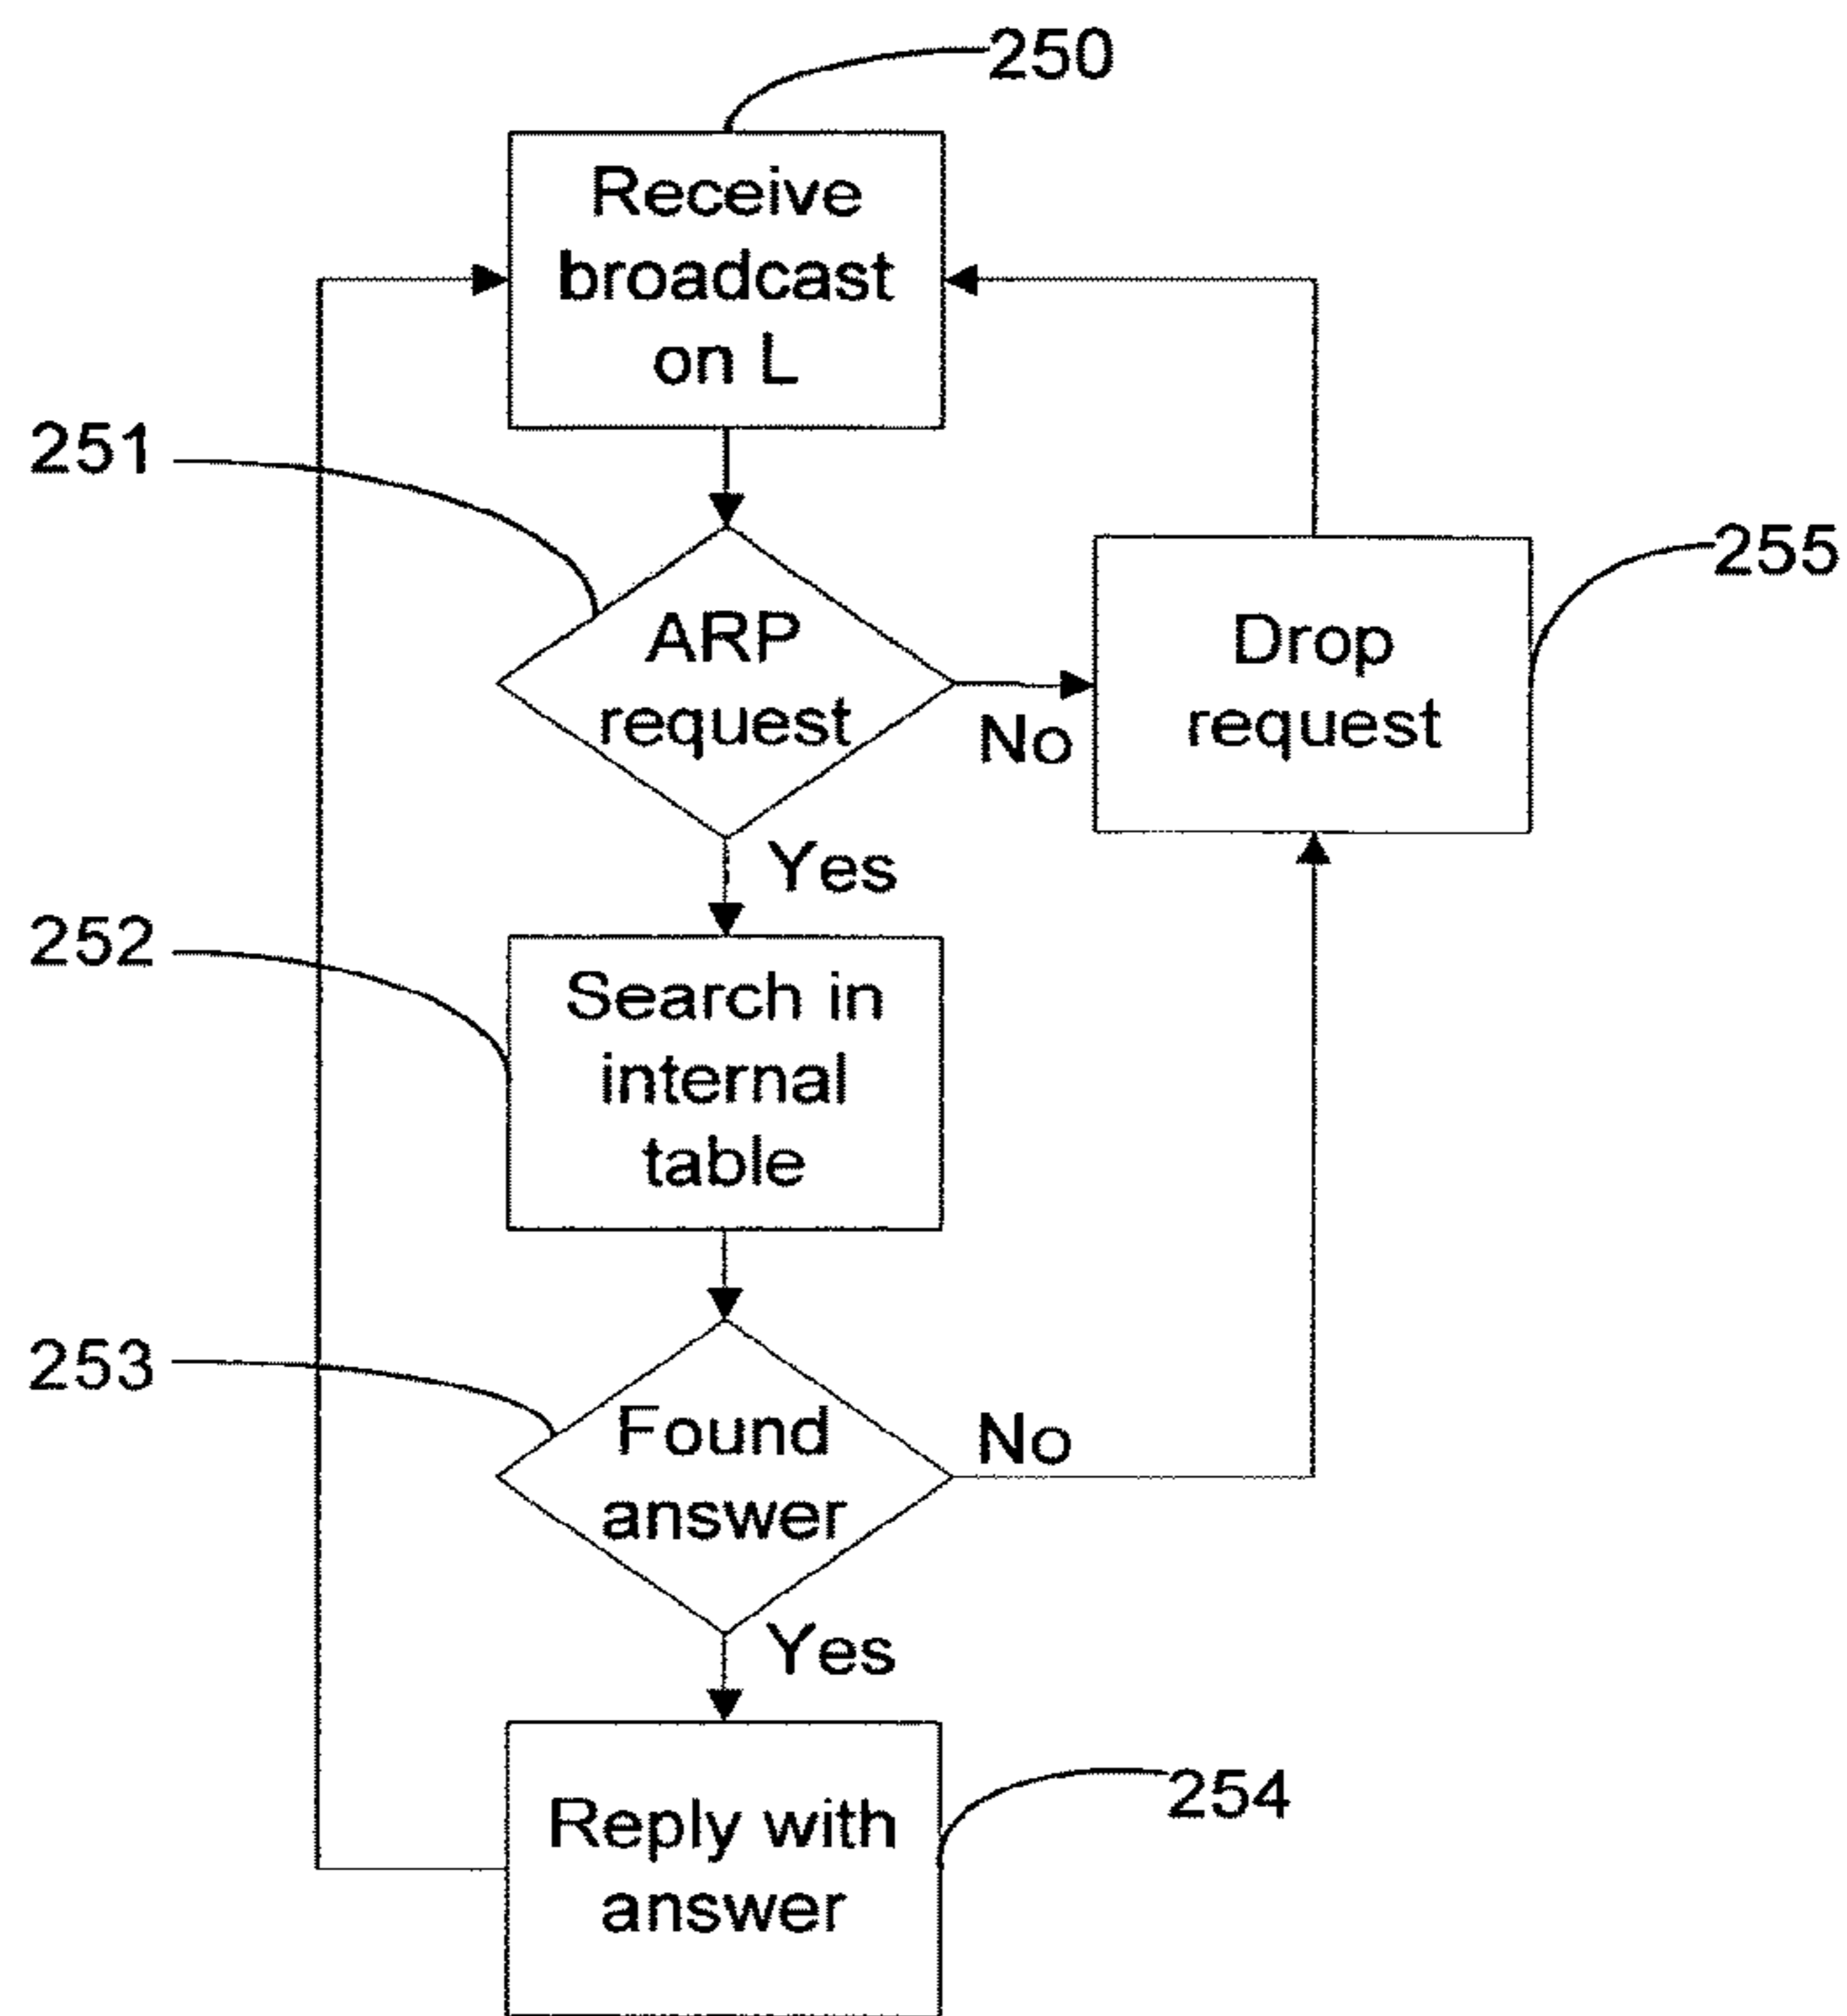 250
Receive
broadcast
on L
251
ARP
request
No
Drop
request
255
Yes
252
Search in
internal
table
253
Found
answer
No
Yes
Reply with
answer
254